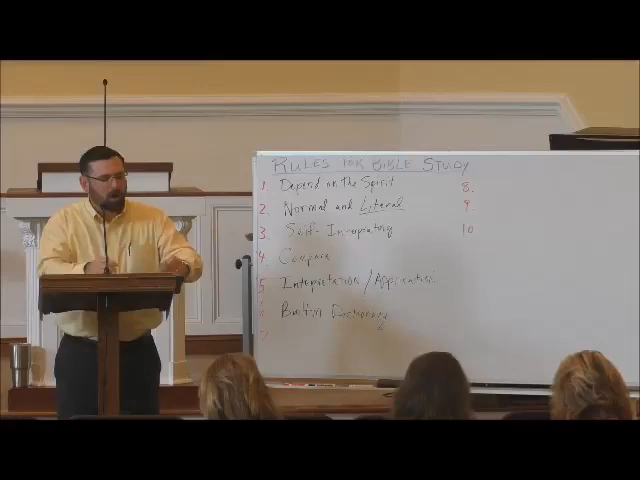 RULES FOR BIBLE STUDY
1. Depend on the Spirit
2. Normal and Literal
3. Self-Interpreting
4. Compare
5 Interpretation / Application
6 Built in Dictionary
7
8.
9
10